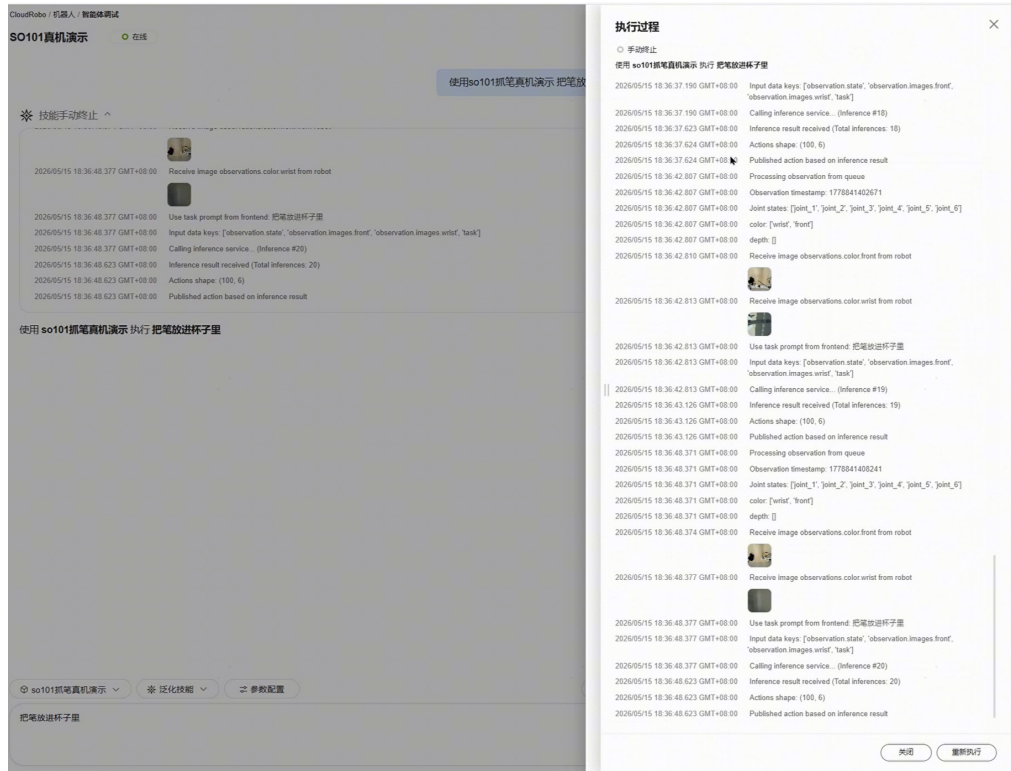 CloudRobo / 机器人 / 智能体调试
SO101真机演示
在线
使用so101抓笔真机演示 把笔放
技能手动终止
2026/05/15 18:36:48.377 GMT+08:00 Receive image observations.color.wrist from robot
2026/05/15 18:36:48.377 GMT+08:00 Use task prompt from frontend: 把笔放进杯子里
2026/05/15 18:36:48.377 GMT+08:00 Input data keys: ['observation.state', 'observation.images.front', 'observation.images.wrist', 'task']
2026/05/15 18:36:48.377 GMT+08:00 Calling inference service... (Inference #20)
2026/05/15 18:36:48.623 GMT+08:00 Inference result received (Total inferences: 20)
2026/05/15 18:36:48.623 GMT+08:00 Actions shape: (100, 6)
2026/05/15 18:36:48.623 GMT+08:00 Published action based on inference result
使用 so101抓笔真机演示 执行 把笔放进杯子里
so101抓笔真机演示
泛化技能
参数配置
把笔放进杯子里
执行过程
手动终止
使用 so101抓笔真机演示 执行 把笔放进杯子里
2026/05/15 18:36:37.190 GMT+08:00 Input data keys: ['observation.state', 'observation.images.front',
'observation.images.wrist', 'task']
2026/05/15 18:36:37.190 GMT+08:00 Calling inference service... (Inference #18)
2026/05/15 18:36:37.623 GMT+08:00 Inference result received (Total inferences: 18)
2026/05/15 18:36:37.624 GMT+08:00 Actions shape: (100, 6)
2026/05/15 18:36:37.624 GMT+08:00 Published action based on inference result
2026/05/15 18:36:42.807 GMT+08:00 Processing observation from queue
2026/05/15 18:36:42.807 GMT+08:00 Observation timestamp: 1778841402671
2026/05/15 18:36:42.807 GMT+08:00 Joint states: ['joint_1', 'joint_2', 'joint_3', 'joint_4', 'joint_5', 'joint_6']
2026/05/15 18:36:42.807 GMT+08:00 color: ['wrist', 'front']
2026/05/15 18:36:42.807 GMT+08:00 depth: []
2026/05/15 18:36:42.810 GMT+08:00 Receive image observations.color.front from robot
2026/05/15 18:36:42.813 GMT+08:00 Receive image observations.color.wrist from robot
2026/05/15 18:36:42.813 GMT+08:00 Use task prompt from frontend: 把笔放进杯子里
2026/05/15 18:36:42.813 GMT+08:00 Input data keys: ['observation.state', 'observation.images.front',
'observation.images.wrist', 'task']
2026/05/15 18:36:42.813 GMT+08:00 Calling inference service... (Inference #19)
2026/05/15 18:36:43.126 GMT+08:00 Inference result received (Total inferences: 19)
2026/05/15 18:36:43.126 GMT+08:00 Actions shape: (100, 6)
2026/05/15 18:36:43.126 GMT+08:00 Published action based on inference result
2026/05/15 18:36:48.371 GMT+08:00 Processing observation from queue
2026/05/15 18:36:48.371 GMT+08:00 Observation timestamp: 1778841408241
2026/05/15 18:36:48.371 GMT+08:00 Joint states: ['joint_1', 'joint_2', 'joint_3', 'joint_4', 'joint_5', 'joint_6']
2026/05/15 18:36:48.371 GMT+08:00 color: ['wrist', 'front']
2026/05/15 18:36:48.371 GMT+08:00 depth: []
2026/05/15 18:36:48.374 GMT+08:00 Receive image observations.color.front from robot
2026/05/15 18:36:48.377 GMT+08:00 Receive image observations.color.wrist from robot
2026/05/15 18:36:48.377 GMT+08:00 Use task prompt from frontend: 把笔放进杯子里
2026/05/15 18:36:48.377 GMT+08:00 Input data keys: ['observation.state', 'observation.images.front',
'observation.images.wrist', 'task']
2026/05/15 18:36:48.377 GMT+08:00 Calling inference service... (Inference #20)
2026/05/15 18:36:48.623 GMT+08:00 Inference result received (Total inferences: 20)
2026/05/15 18:36:48.623 GMT+08:00 Actions shape: (100, 6)
2026/05/15 18:36:48.623 GMT+08:00 Published action based on inference result
关闭
重新执行